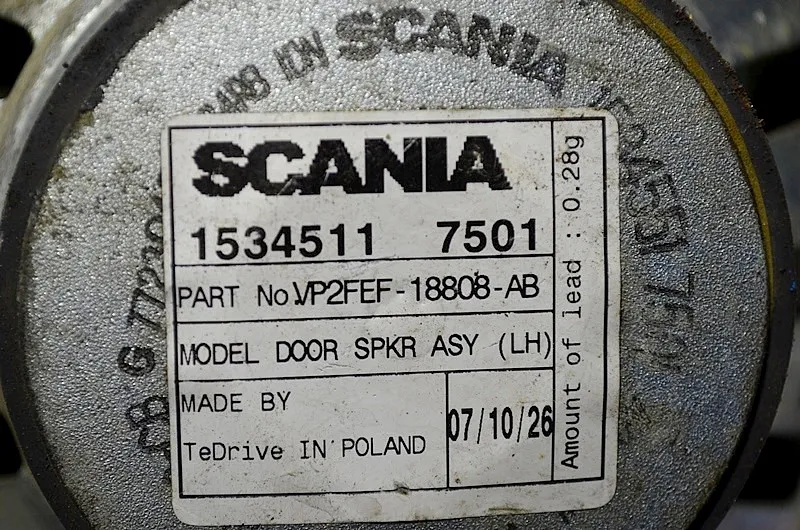 SCANIA
SCANIA
1534511 7501
PART No.VP2FEF-18808-AB
MODEL DOOR SPKR ASY (LH)
MADE BY
TeDrive IN POLAND
07/10/26
Amount of lead : 0.28g